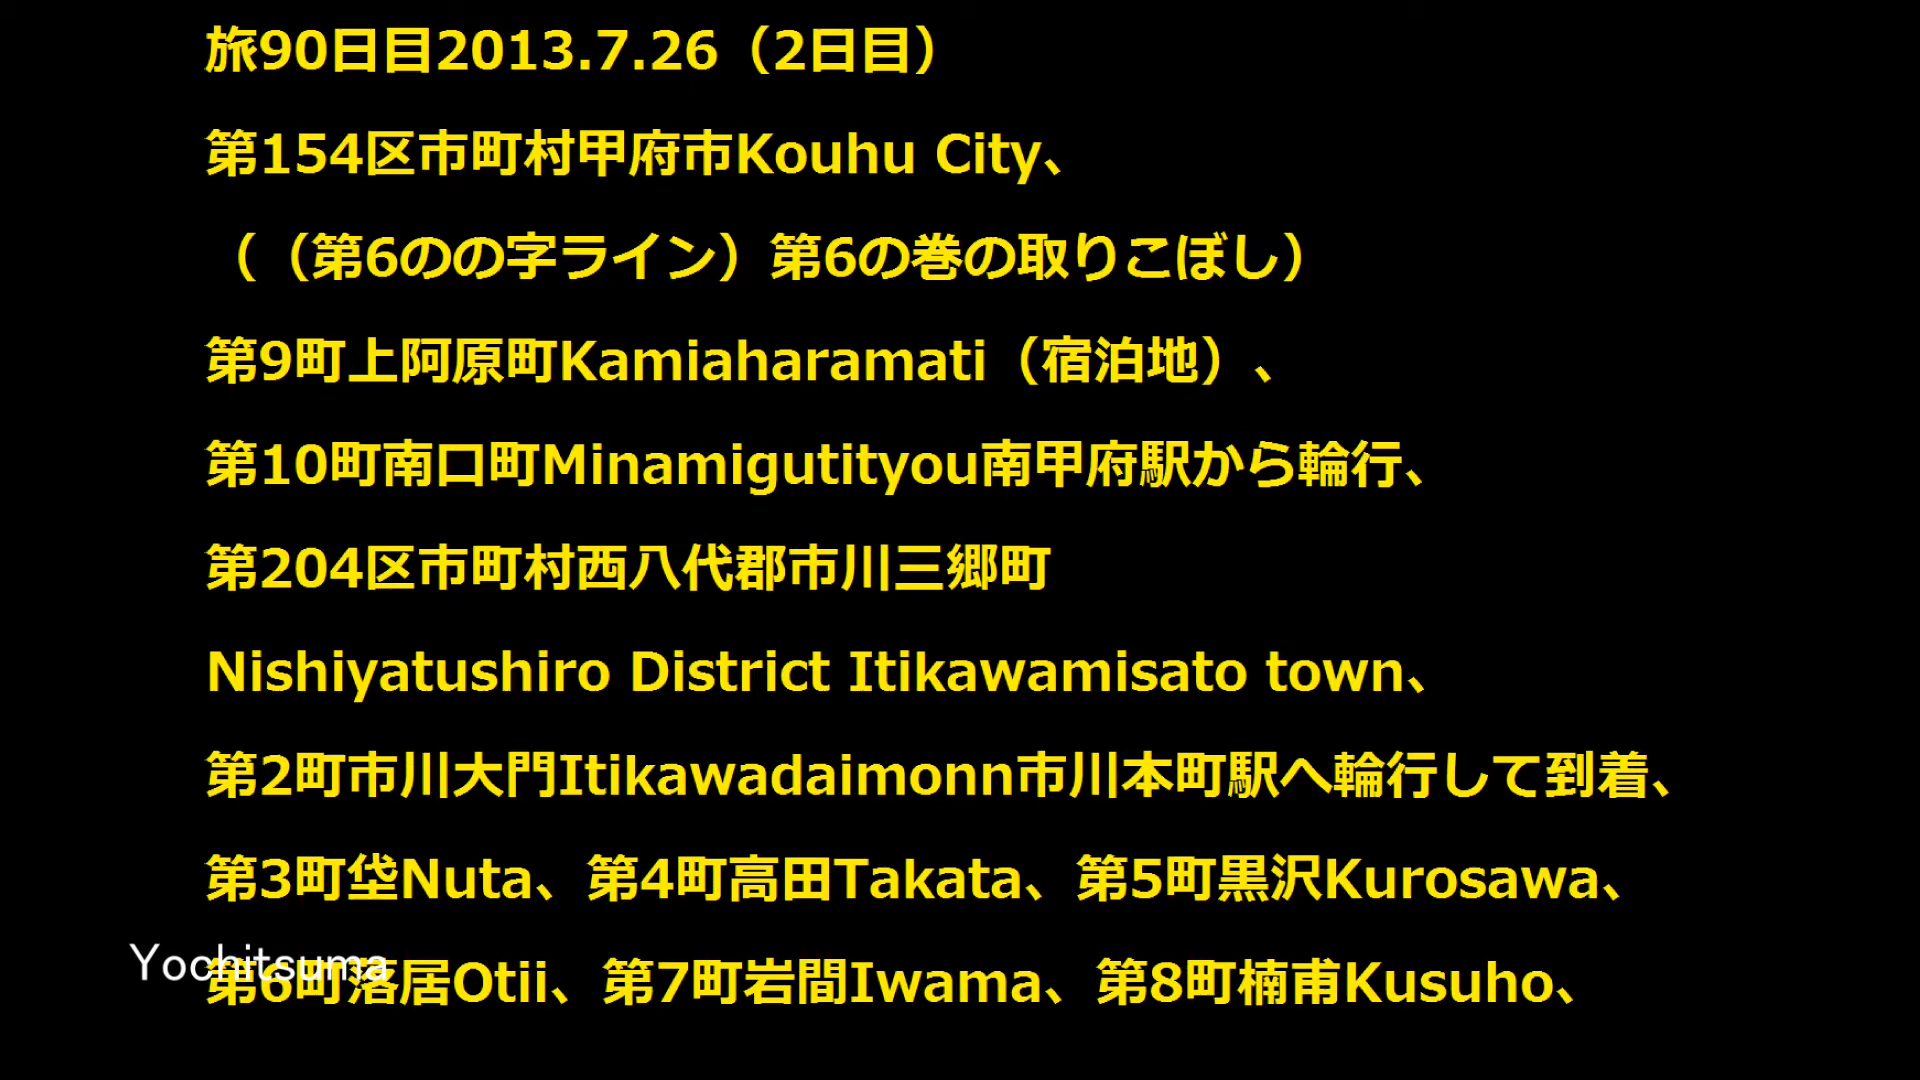 旅90日目2013.7.26（2日目）
第154区市町村甲府市Kouhu City、
（（第6のの字ライン）第6の巻の取りこぼし）
第9町上阿原町Kamiaharamati（宿泊地）、
第10町南口町Minamigutityou南甲府駅から輪行、
第204区市町村西八代郡市川三郷町
Nishiyatushiro District Itikawamisato town、
第2町市川大門Itikawadaimonn市川本町駅へ輪行して到着、
第3町垈Nuta、第4町高田Takata、第5町黒沢Kurosawa、
Yochitsuma
第6町落居Otii、第7町岩間Iwama、第8町楠甫Kusuho、